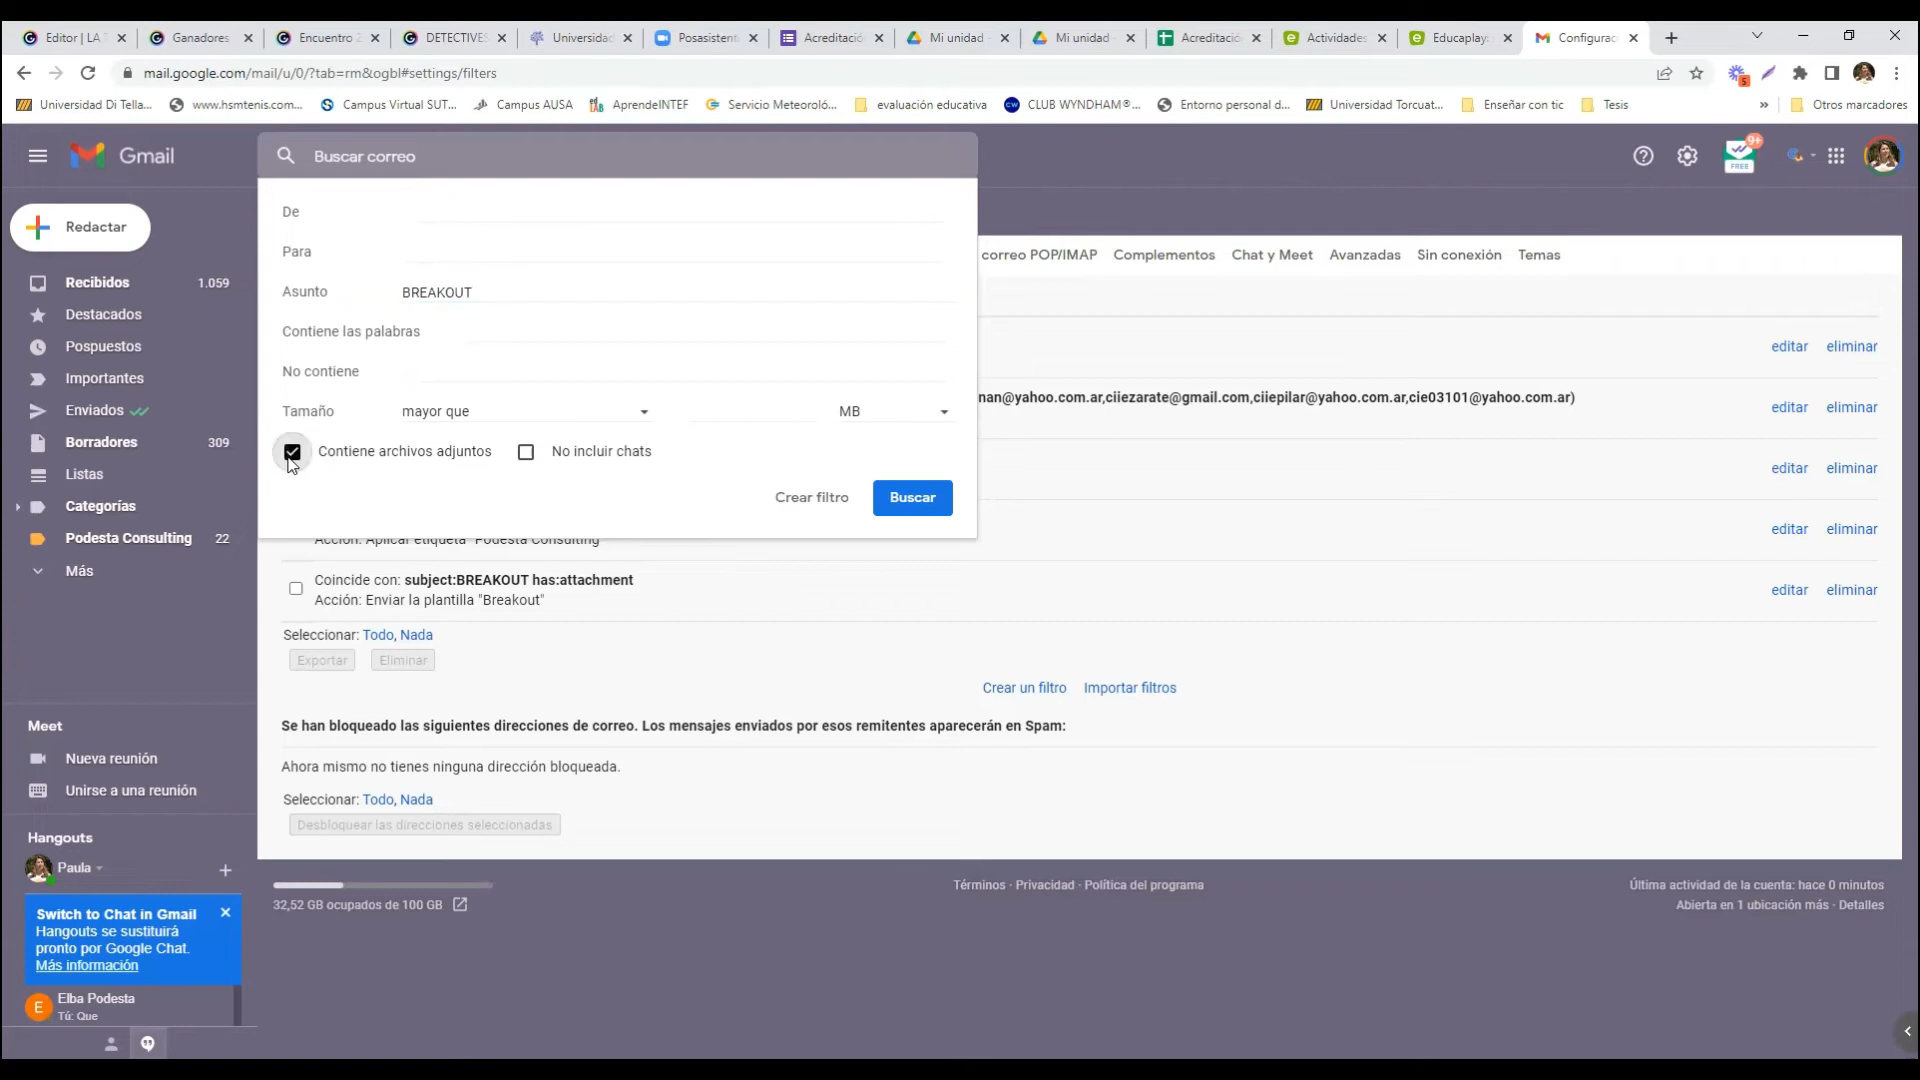 Editor | LA
Ganadores
Encuentro 2
DETECTIVES
Universidad
Posasistent
Acreditació
Mi unidad -
Mi unidad -
Acreditació
Actividades
Educaplay:
Configurac
mail.google.com/mail/u/0/?tab=rm&ogbl#settings/filters
5
Universidad Di Tella...
www.hsmtenis.com...
Campus Virtual SUT...
Campus AUSA
AprendeINTEF
Servicio Meteoroló...
evaluación educativa
CLUB WYNDHAM®...
Entorno personal d...
Universidad Torcuat...
Enseñar con tic
Tesis
»
Otros marcadores
Gmail
Buscar correo
9+
FREE
Redactar
Recibidos 1.059
Destacados
Pospuestos
Importantes
Enviados
Borradores 309
Listas
Categorías
Podesta Consulting 22
Más
De
Para
Asunto BREAKOUT
Contiene las palabras
No contiene
Tamaño mayor que MB
Contiene archivos adjuntos No incluir chats
Crear filtro Buscar
correo POP/IMAP Complementos Chat y Meet Avanzadas Sin conexión Temas
editar eliminar
nan@yahoo.com.ar,ciiezarate@gmail.com,ciiepilar@yahoo.com.ar,cie03101@yahoo.com.ar)
editar eliminar
editar eliminar
editar eliminar
Acción: Aplicar etiqueta "Podesta Consulting"
Coincide con: subject:BREAKOUT has:attachment
Acción: Enviar la plantilla "Breakout"
editar eliminar
Seleccionar: Todo, Nada
Exportar Eliminar
Crear un filtro Importar filtros
Se han bloqueado las siguientes direcciones de correo. Los mensajes enviados por esos remitentes aparecerán en Spam:
Ahora mismo no tienes ninguna dirección bloqueada.
Seleccionar: Todo, Nada
Desbloquear las direcciones seleccionadas
Meet
Nueva reunión
Unirse a una reunión
Hangouts
Paula
Switch to Chat in Gmail
Hangouts se sustituirá
pronto por Google Chat.
Más información
E
Elba Podesta
Tú: Que
32,52 GB ocupados de 100 GB
Términos · Privacidad · Política del programa
Última actividad de la cuenta: hace 0 minutos
Abierta en 1 ubicación más · Detalles